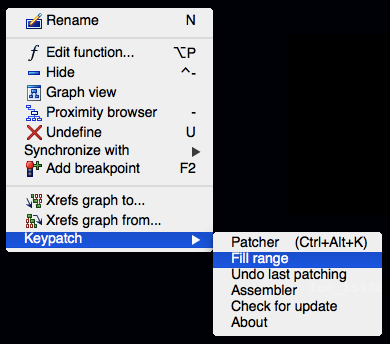 Rename N
Edit function... ⌥P
Hide ^-
Graph view
Proximity browser -
Undefine U
Synchronize with
Add breakpoint F2
Xrefs graph to...
Xrefs graph from...
Keypatch
Patcher (Ctrl+Alt+K)
Fill range
Undo last patching
Assembler
Check for update
About